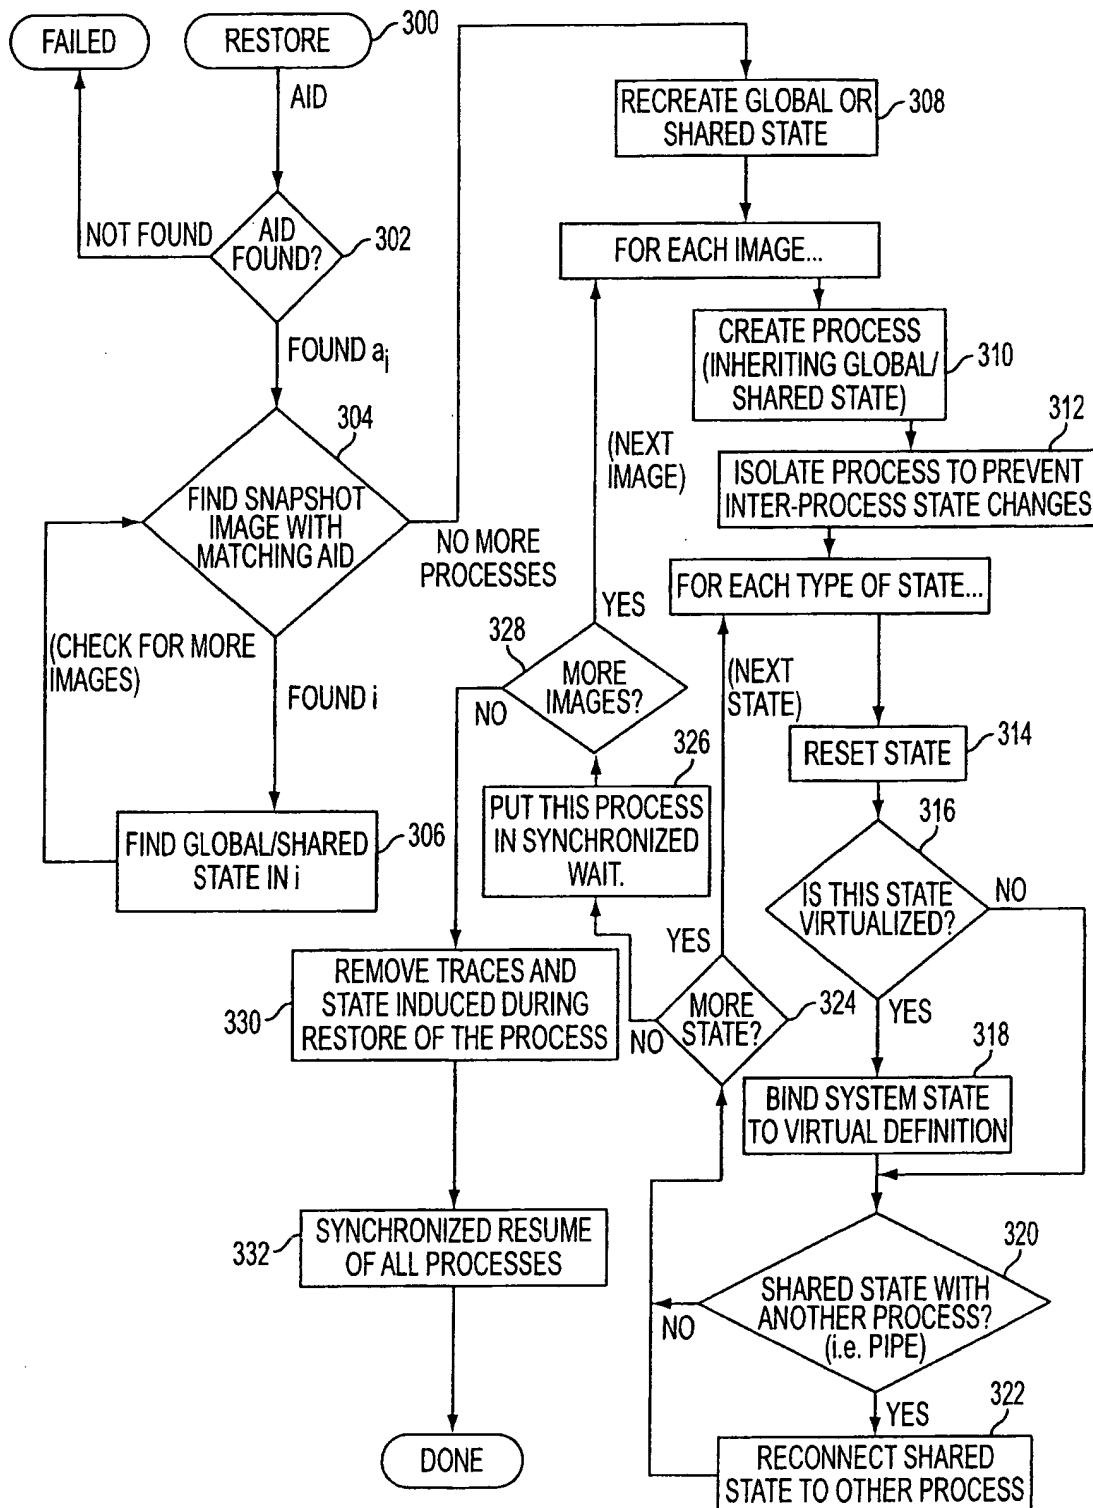 FAILED
RESTORE
300
AID
NOT FOUND
AID
FOUND?
302
FOUND ai
304
FIND SNAPSHOT
IMAGE WITH
MATCHING AID
NO MORE
PROCESSES
(CHECK FOR MORE
IMAGES)
FOUND i
FIND GLOBAL/SHARED
STATE IN i
306
RECREATE GLOBAL OR
SHARED STATE
308
FOR EACH IMAGE...
CREATE PROCESS
(INHERITING GLOBAL/
SHARED STATE)
310
312
ISOLATE PROCESS TO PREVENT
INTER-PROCESS STATE CHANGES
(NEXT
IMAGE)
FOR EACH TYPE OF STATE...
YES
328
MORE
IMAGES?
NO
(NEXT
STATE)
RESET STATE
314
326
PUT THIS PROCESS
IN SYNCHRONIZED
WAIT.
316
IS THIS STATE
VIRTUALIZED?
NO
YES
YES
MORE
STATE?
324
NO
318
BIND SYSTEM STATE
TO VIRTUAL DEFINITION
330
REMOVE TRACES AND
STATE INDUCED DURING
RESTORE OF THE PROCESS
320
SHARED STATE WITH
ANOTHER PROCESS?
(i.e. PIPE)
NO
YES
322
RECONNECT SHARED
STATE TO OTHER PROCESS
332
SYNCHRONIZED RESUME
OF ALL PROCESSES
DONE